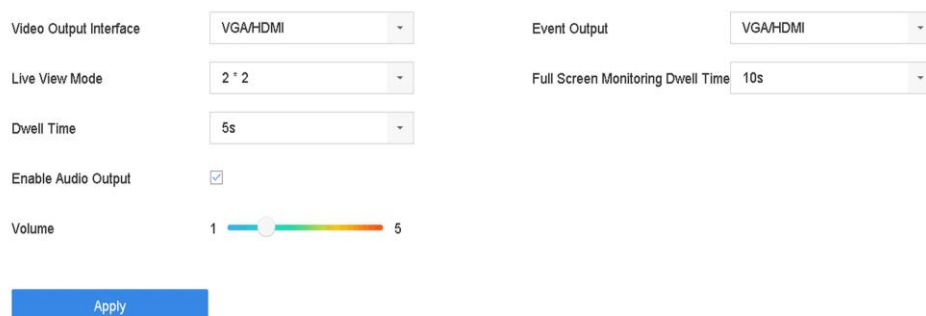 Video Output Interface VGA/HDMI Event Output VGA/HDMI
Live View Mode 2 * 2 Full Screen Monitoring Dwell Time 10s
Dwell Time 5s
Enable Audio Output
Volume 1 5
Apply